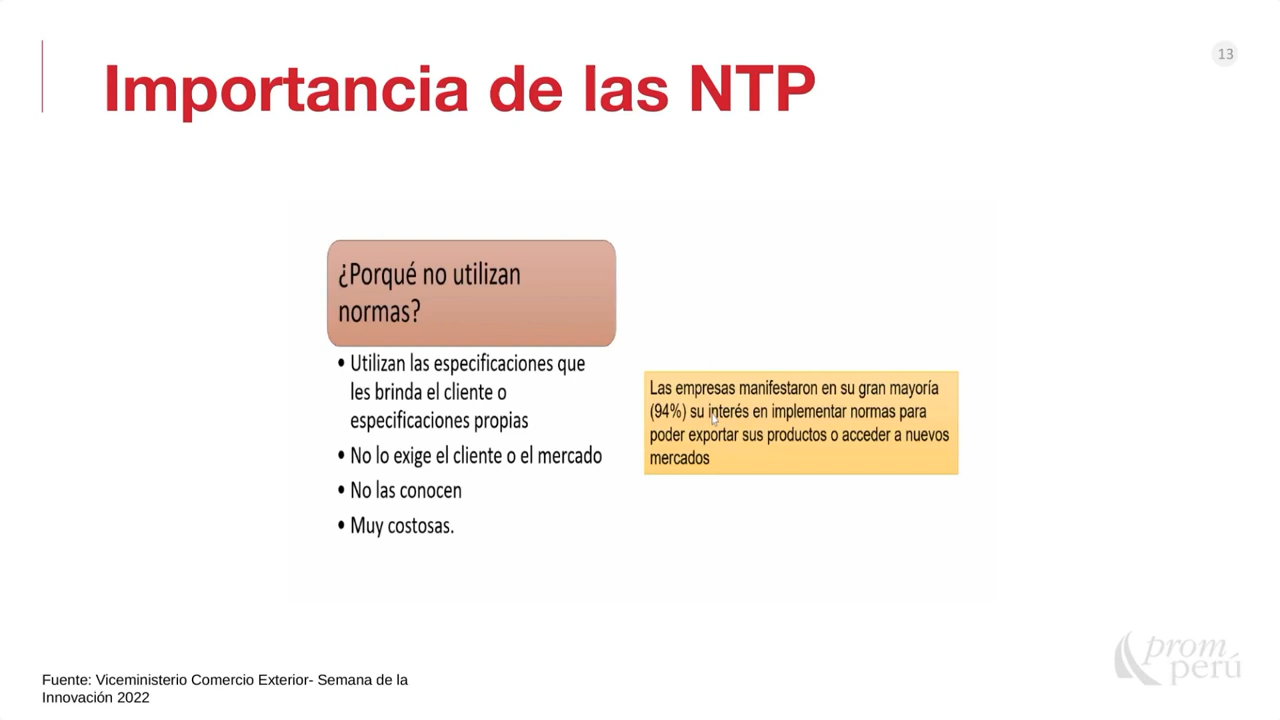 13
Importancia de las NTP
¿Porqué no utilizan
normas?
• Utilizan las especificaciones que
les brinda el cliente o
especificaciones propias
• No lo exige el cliente o el mercado
• No las conocen
• Muy costosas.
Las empresas manifestaron en su gran mayoría
(94%) su interés en implementar normas para
poder exportar sus productos o acceder a nuevos
mercados
prom
perú
Fuente: Viceministerio Comercio Exterior- Semana de la
Innovación 2022